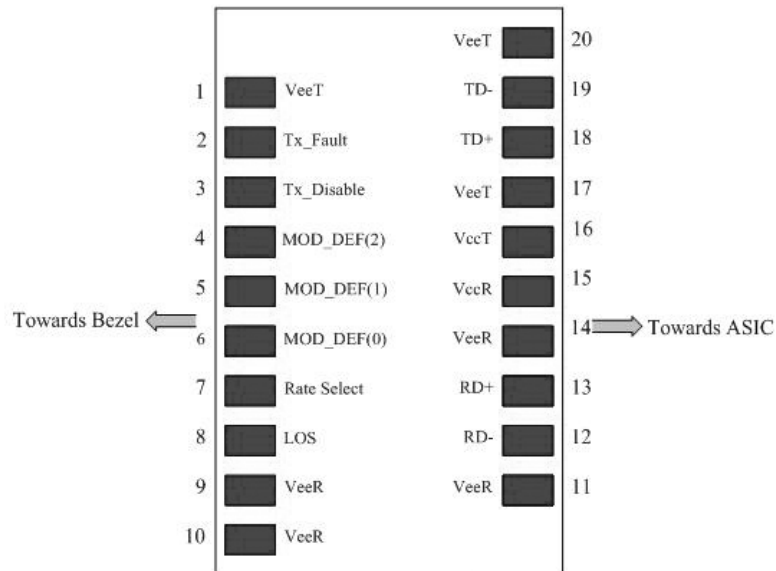 VeeT 20
1 VeeT TD- 19
2 Tx_Fault TD+ 18
3 Tx_Disable VeeT 17
4 MOD_DEF(2) VccT 16
5 MOD_DEF(1) VccR 15
Towards Bezel
6 MOD_DEF(0) VeeR 14 Towards ASIC
7 Rate Select RD+ 13
8 LOS RD- 12
9 VeeR VeeR 11
10 VeeR